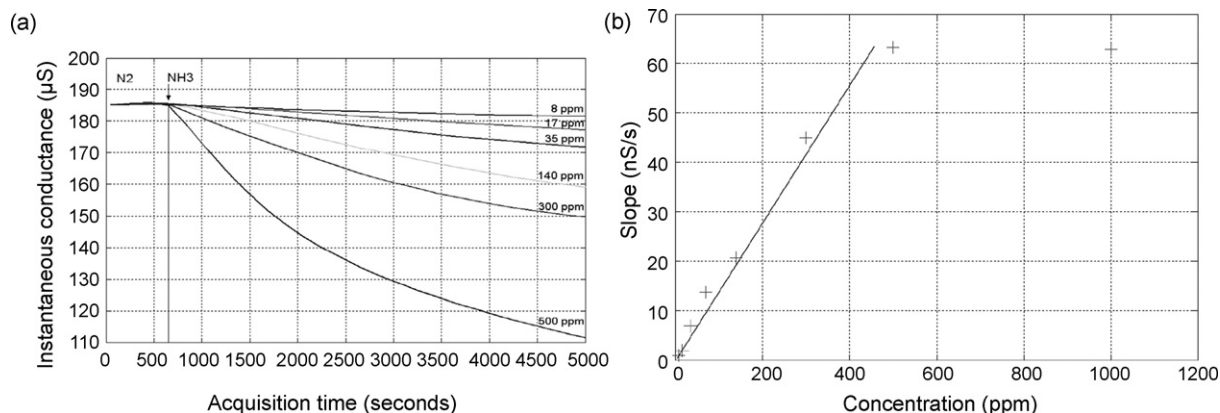 (a)
Instantaneous conductance (µS)
200
190
180
170
160
150
140
130
120
110
N2
NH3
8 ppm
17 ppm
35 ppm
140 ppm
300 ppm
500 ppm
0 500 1000 1500 2000 2500 3000 3500 4000 4500 5000
Acquisition time (seconds)
(b)
Slope (nS/s)
70
60
50
40
30
20
10
0
0 200 400 600 800 1000 1200
Concentration (ppm)